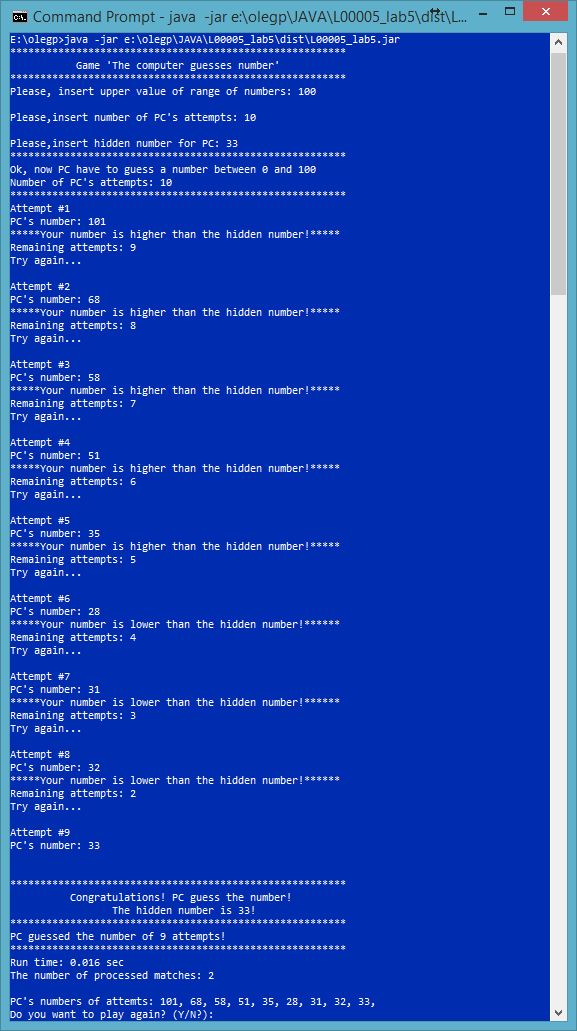 Command Prompt - java -jar e:\olegp\JAVA\L00005_lab5\dist\L...
E:\olegp>java -jar e:\olegp\JAVA\L00005_lab5\dist\L00005_lab5.jar
********************************************************
Game 'The computer guesses number'
********************************************************
Please, insert upper value of range of numbers: 100
Please,insert number of PC's attempts: 10
Please,insert hidden number for PC: 33
********************************************************
Ok, now PC have to guess a number between 0 and 100
Number of PC's attempts: 10
********************************************************
Attempt #1
PC's number: 101
*****Your number is higher than the hidden number!*****
Remaining attempts: 9
Try again...
Attempt #2
PC's number: 68
*****Your number is higher than the hidden number!*****
Remaining attempts: 8
Try again...
Attempt #3
PC's number: 58
*****Your number is higher than the hidden number!*****
Remaining attempts: 7
Try again...
Attempt #4
PC's number: 51
*****Your number is higher than the hidden number!*****
Remaining attempts: 6
Try again...
Attempt #5
PC's number: 35
*****Your number is higher than the hidden number!*****
Remaining attempts: 5
Try again...
Attempt #6
PC's number: 28
*****Your number is lower than the hidden number!******
Remaining attempts: 4
Try again...
Attempt #7
PC's number: 31
*****Your number is lower than the hidden number!******
Remaining attempts: 3
Try again...
Attempt #8
PC's number: 32
*****Your number is lower than the hidden number!******
Remaining attempts: 2
Try again...
Attempt #9
PC's number: 33
********************************************************
Congratulations! PC guess the number!
The hidden number is 33!
********************************************************
PC guessed the number of 9 attempts!
********************************************************
Run time: 0.016 sec
The number of processed matches: 2
PC's numbers of attemts: 101, 68, 58, 51, 35, 28, 31, 32, 33,
Do you want to play again? (Y/N?):